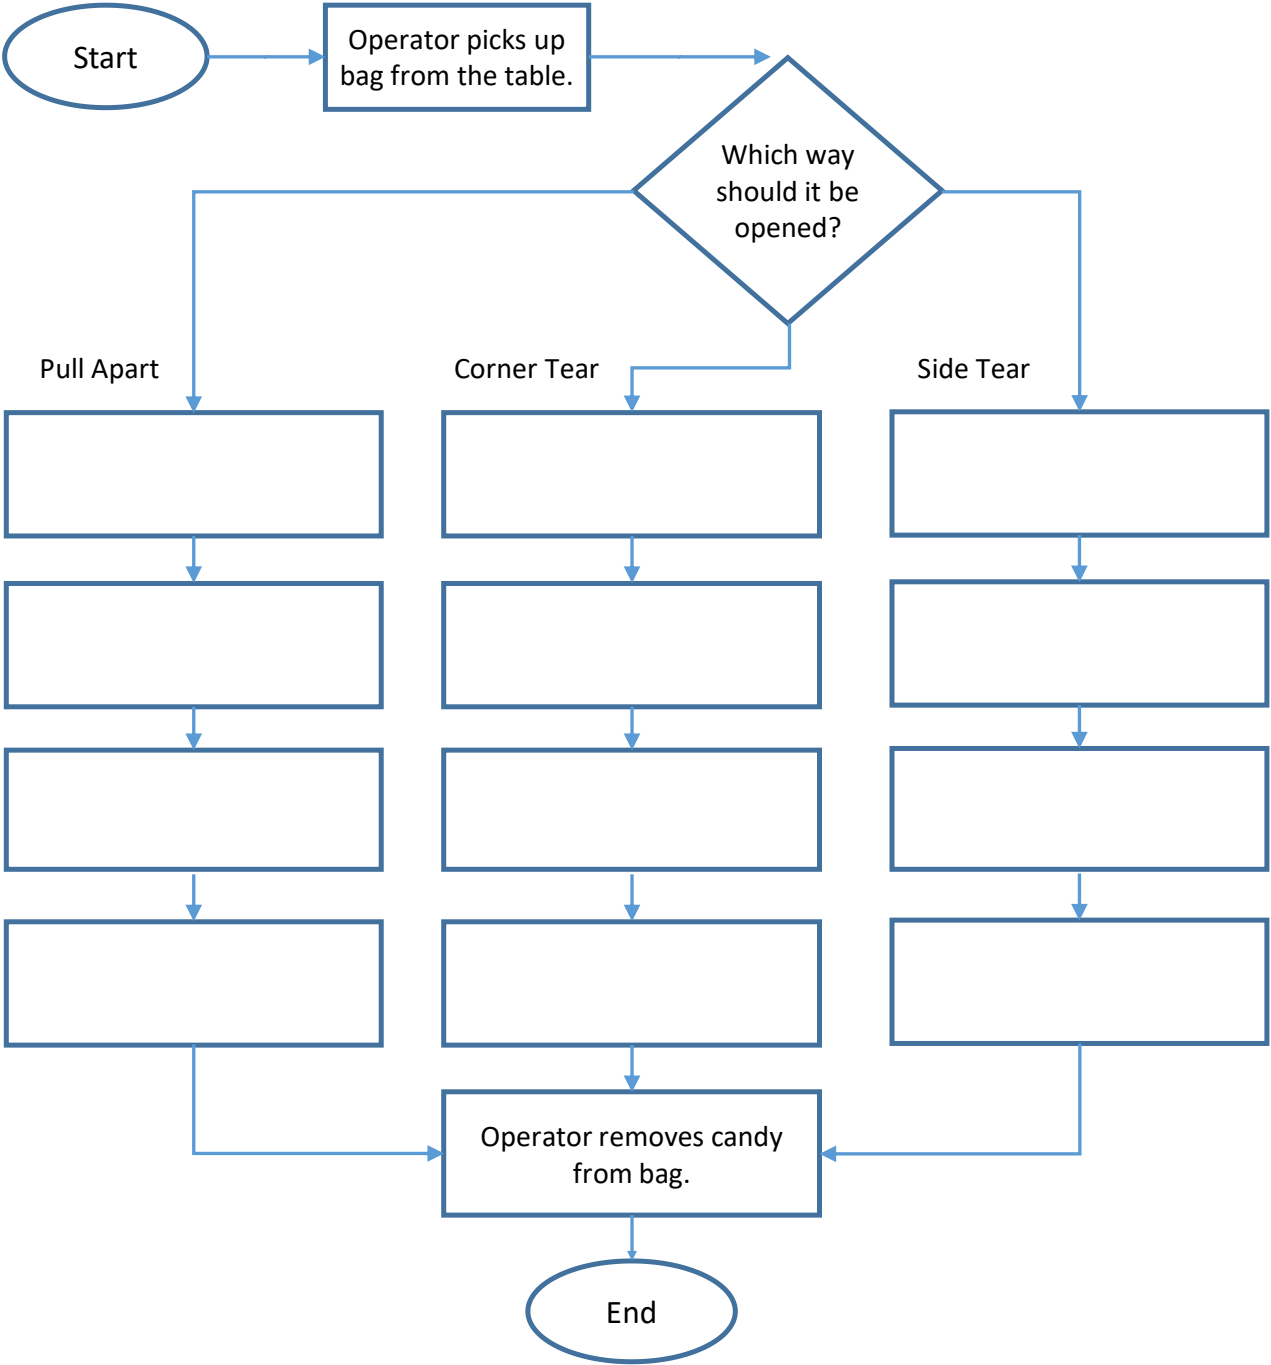 Start
Operator picks up
bag from the table.
Which way
should it be
opened?
Pull Apart
Corner Tear
Side Tear
Operator removes candy
from bag.
End